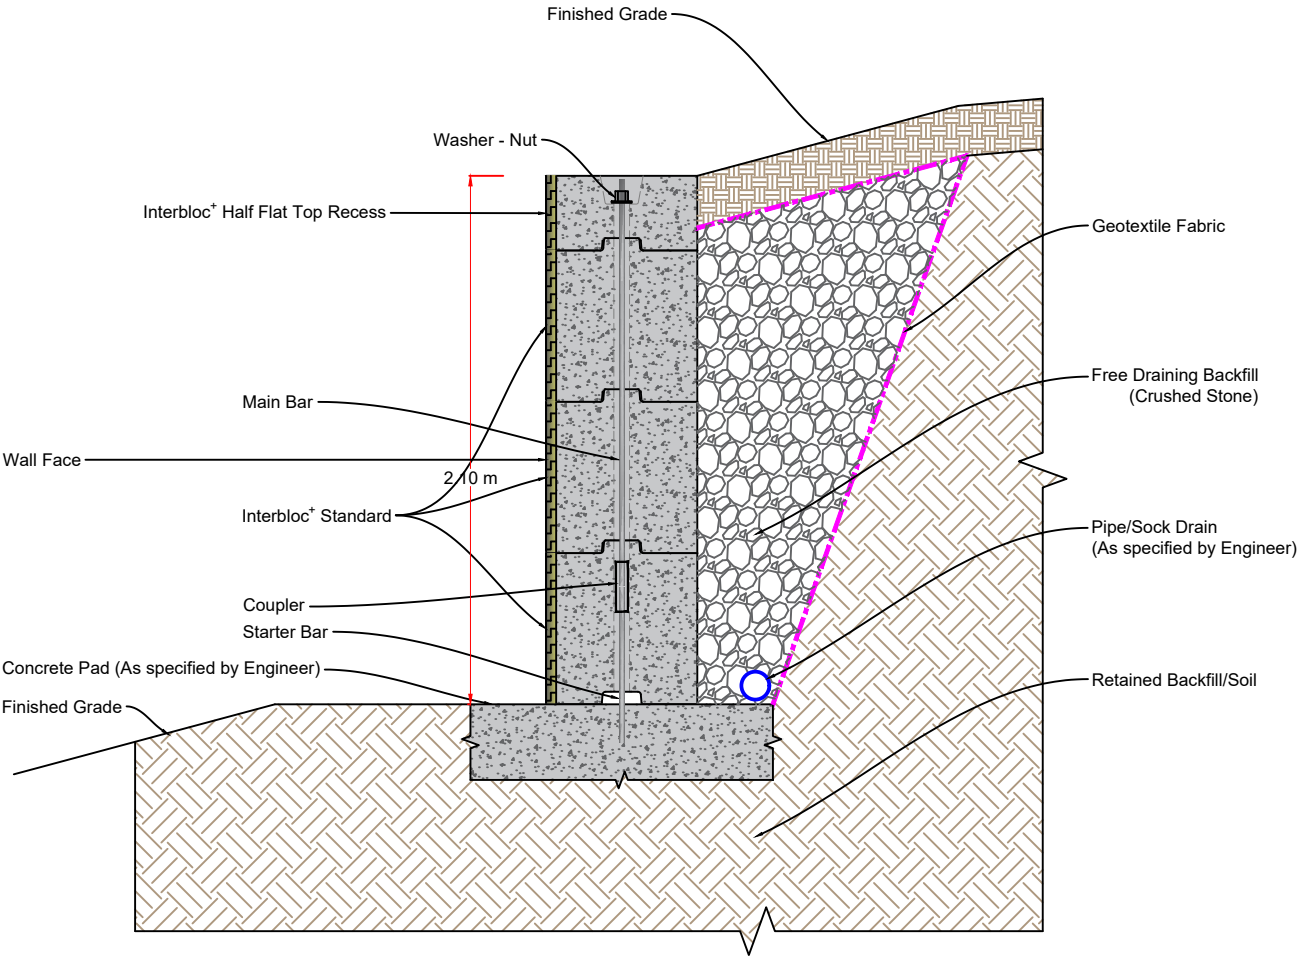 Finished Grade
Washer - Nut
Interbloc⁺ Half Flat Top Recess
Geotextile Fabric
Free Draining Backfill
(Crushed Stone)
Main Bar
Wall Face
2.10 m
Interbloc⁺ Standard
Pipe/Sock Drain
(As specified by Engineer)
Coupler
Starter Bar
Concrete Pad (As specified by Engineer)
Retained Backfill/Soil
Finished Grade